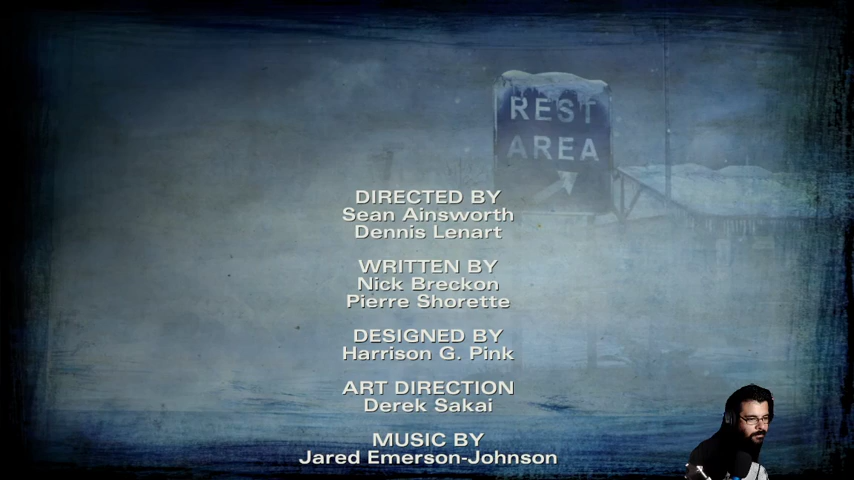 REST
AREA
DIRECTED BY
Sean Ainsworth
Dennis Lenart
WRITTEN BY
Nick Breckon
Pierre Shorette
DESIGNED BY
Harrison G. Pink
ART DIRECTION
Derek Sakai
MUSIC BY
Jared Emerson-Johnson